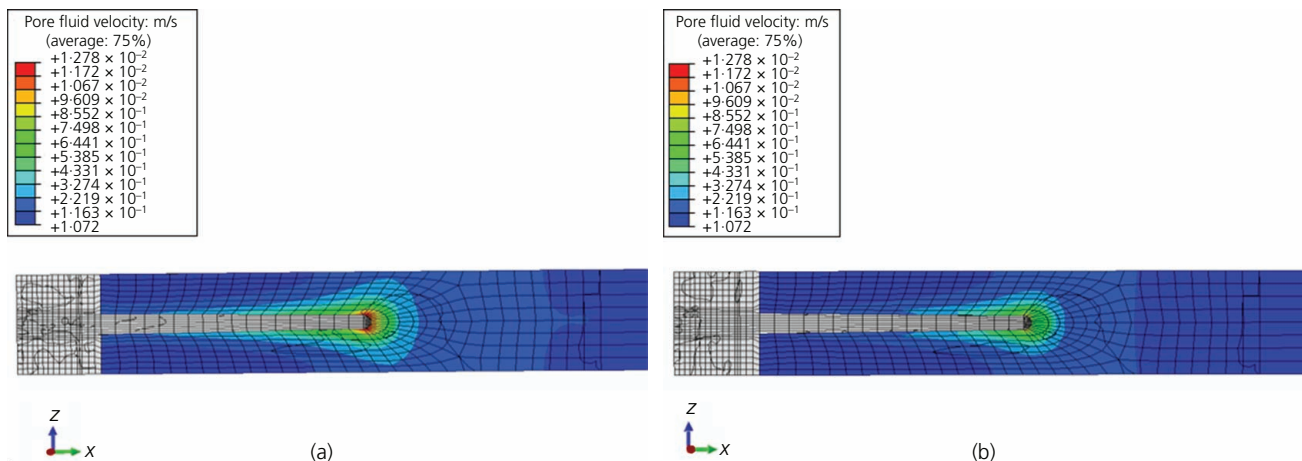 Pore fluid velocity: m/s
(average: 75%)
+1·278 × 10⁻²
+1·172 × 10⁻²
+1·067 × 10⁻²
+9·609 × 10⁻²
+8·552 × 10⁻¹
+7·498 × 10⁻¹
+6·441 × 10⁻¹
+5·385 × 10⁻¹
+4·331 × 10⁻¹
+3·274 × 10⁻¹
+2·219 × 10⁻¹
+1·163 × 10⁻¹
+1·072
Z
X
(a)
Pore fluid velocity: m/s
(average: 75%)
+1·278 × 10⁻²
+1·172 × 10⁻²
+1·067 × 10⁻²
+9·604 × 10⁻²
+8·552 × 10⁻¹
+7·498 × 10⁻¹
+6·441 × 10⁻¹
+5·385 × 10⁻¹
+4·331 × 10⁻¹
+3·274 × 10⁻¹
+2·219 × 10⁻¹
+1·163 × 10⁻¹
+1·072
Z
X
(b)